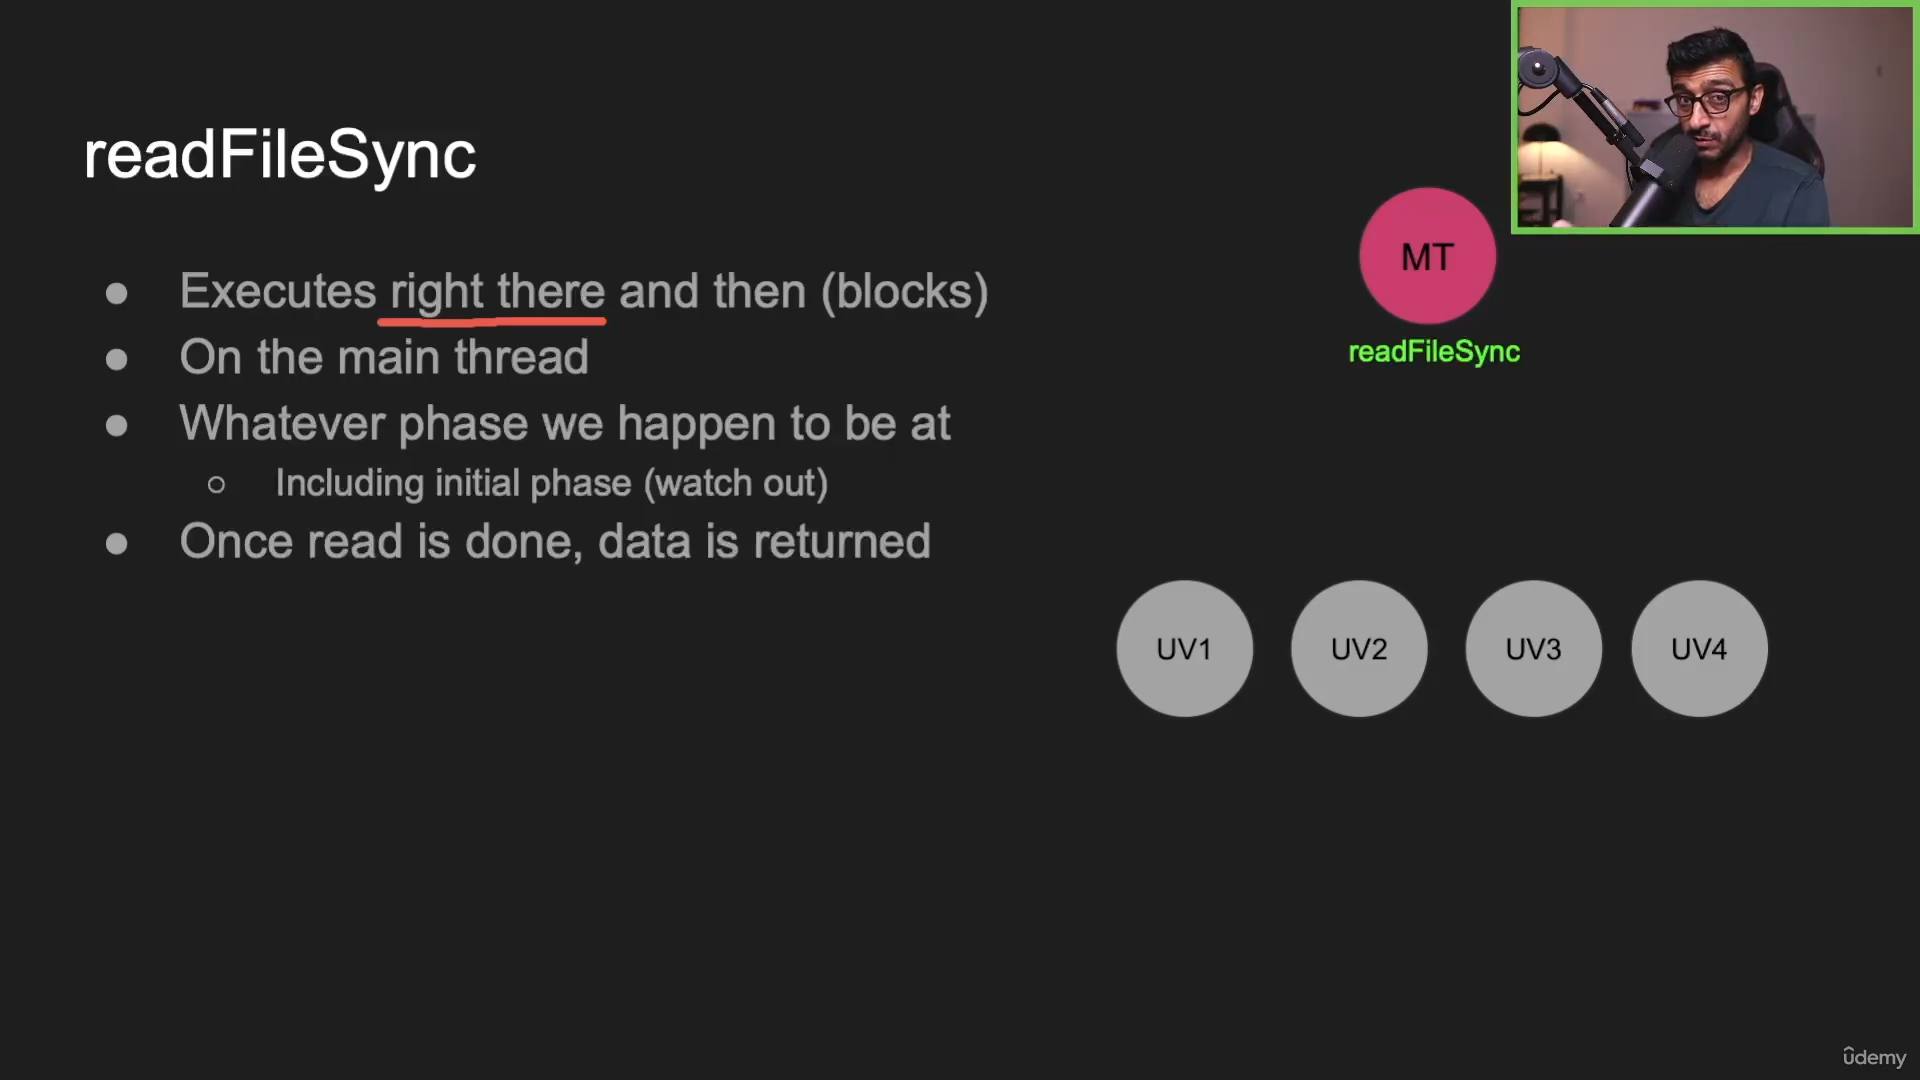 readFileSync
● Executes right there and then (blocks)
● On the main thread
● Whatever phase we happen to be at
○ Including initial phase (watch out)
● Once read is done, data is returned
MT
readFileSync
UV1 UV2 UV3 UV4
ûdemy